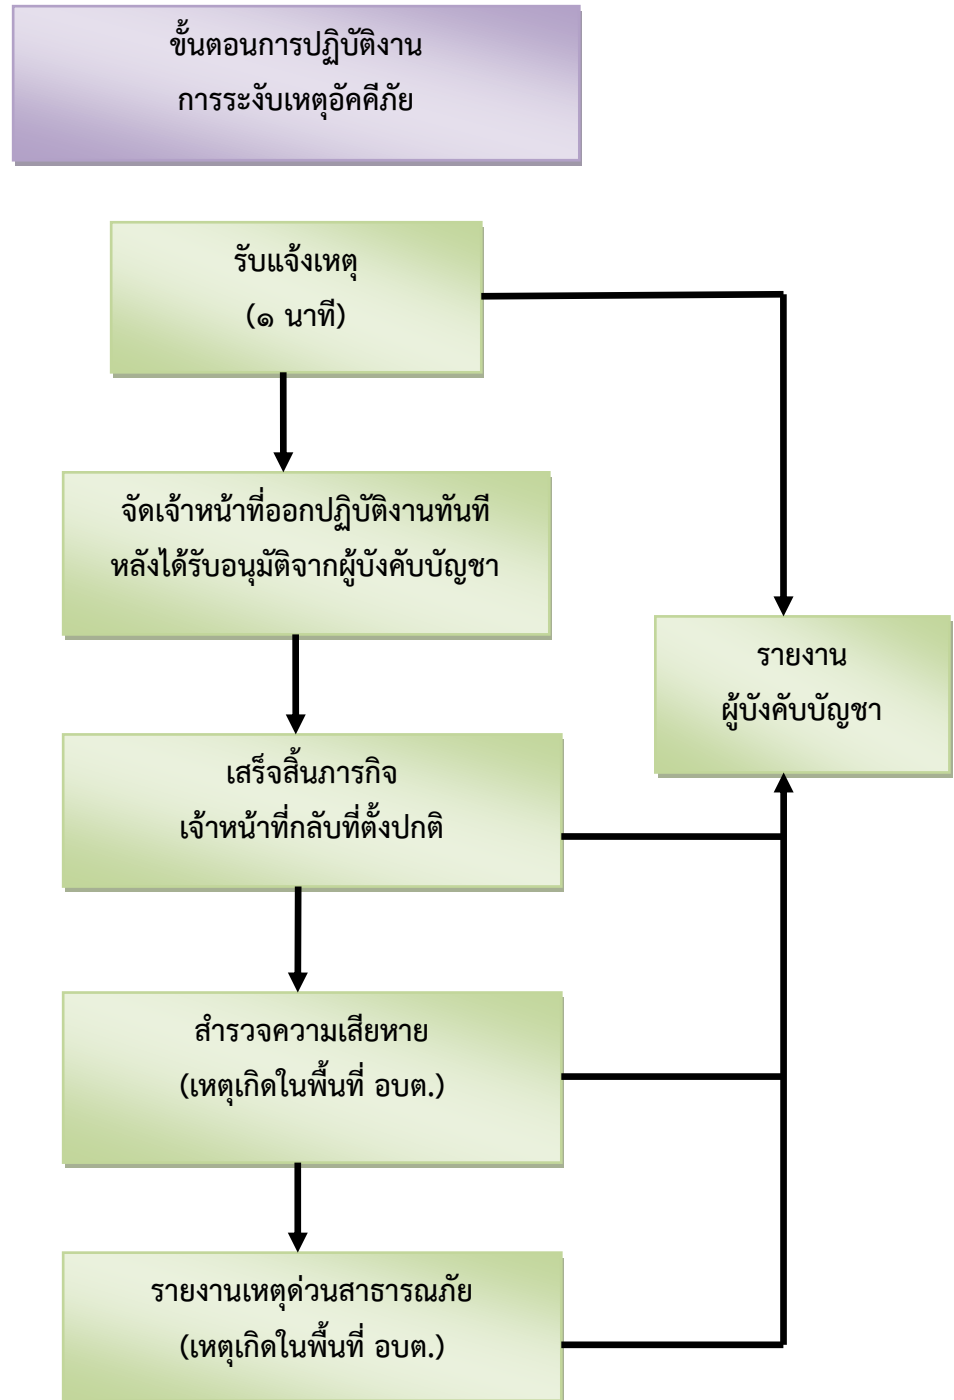 ขั้นตอนการปฏิบัติงาน
การระงับเหตุอัคคีภัย
รับแจ้งเหตุ
(๑ นาที)
จัดเจ้าหน้าที่ออกปฏิบัติงานทันที
หลังได้รับอนุมัติจากผู้บังคับบัญชา
รายงาน
ผู้บังคับบัญชา
เสร็จสิ้นภารกิจ
เจ้าหน้าที่กลับที่ตั้งปกติ
สำรวจความเสียหาย
(เหตุเกิดในพื้นที่ อบต.)
รายงานเหตุด่วนสาธารณภัย
(เหตุเกิดในพื้นที่ อบต.)